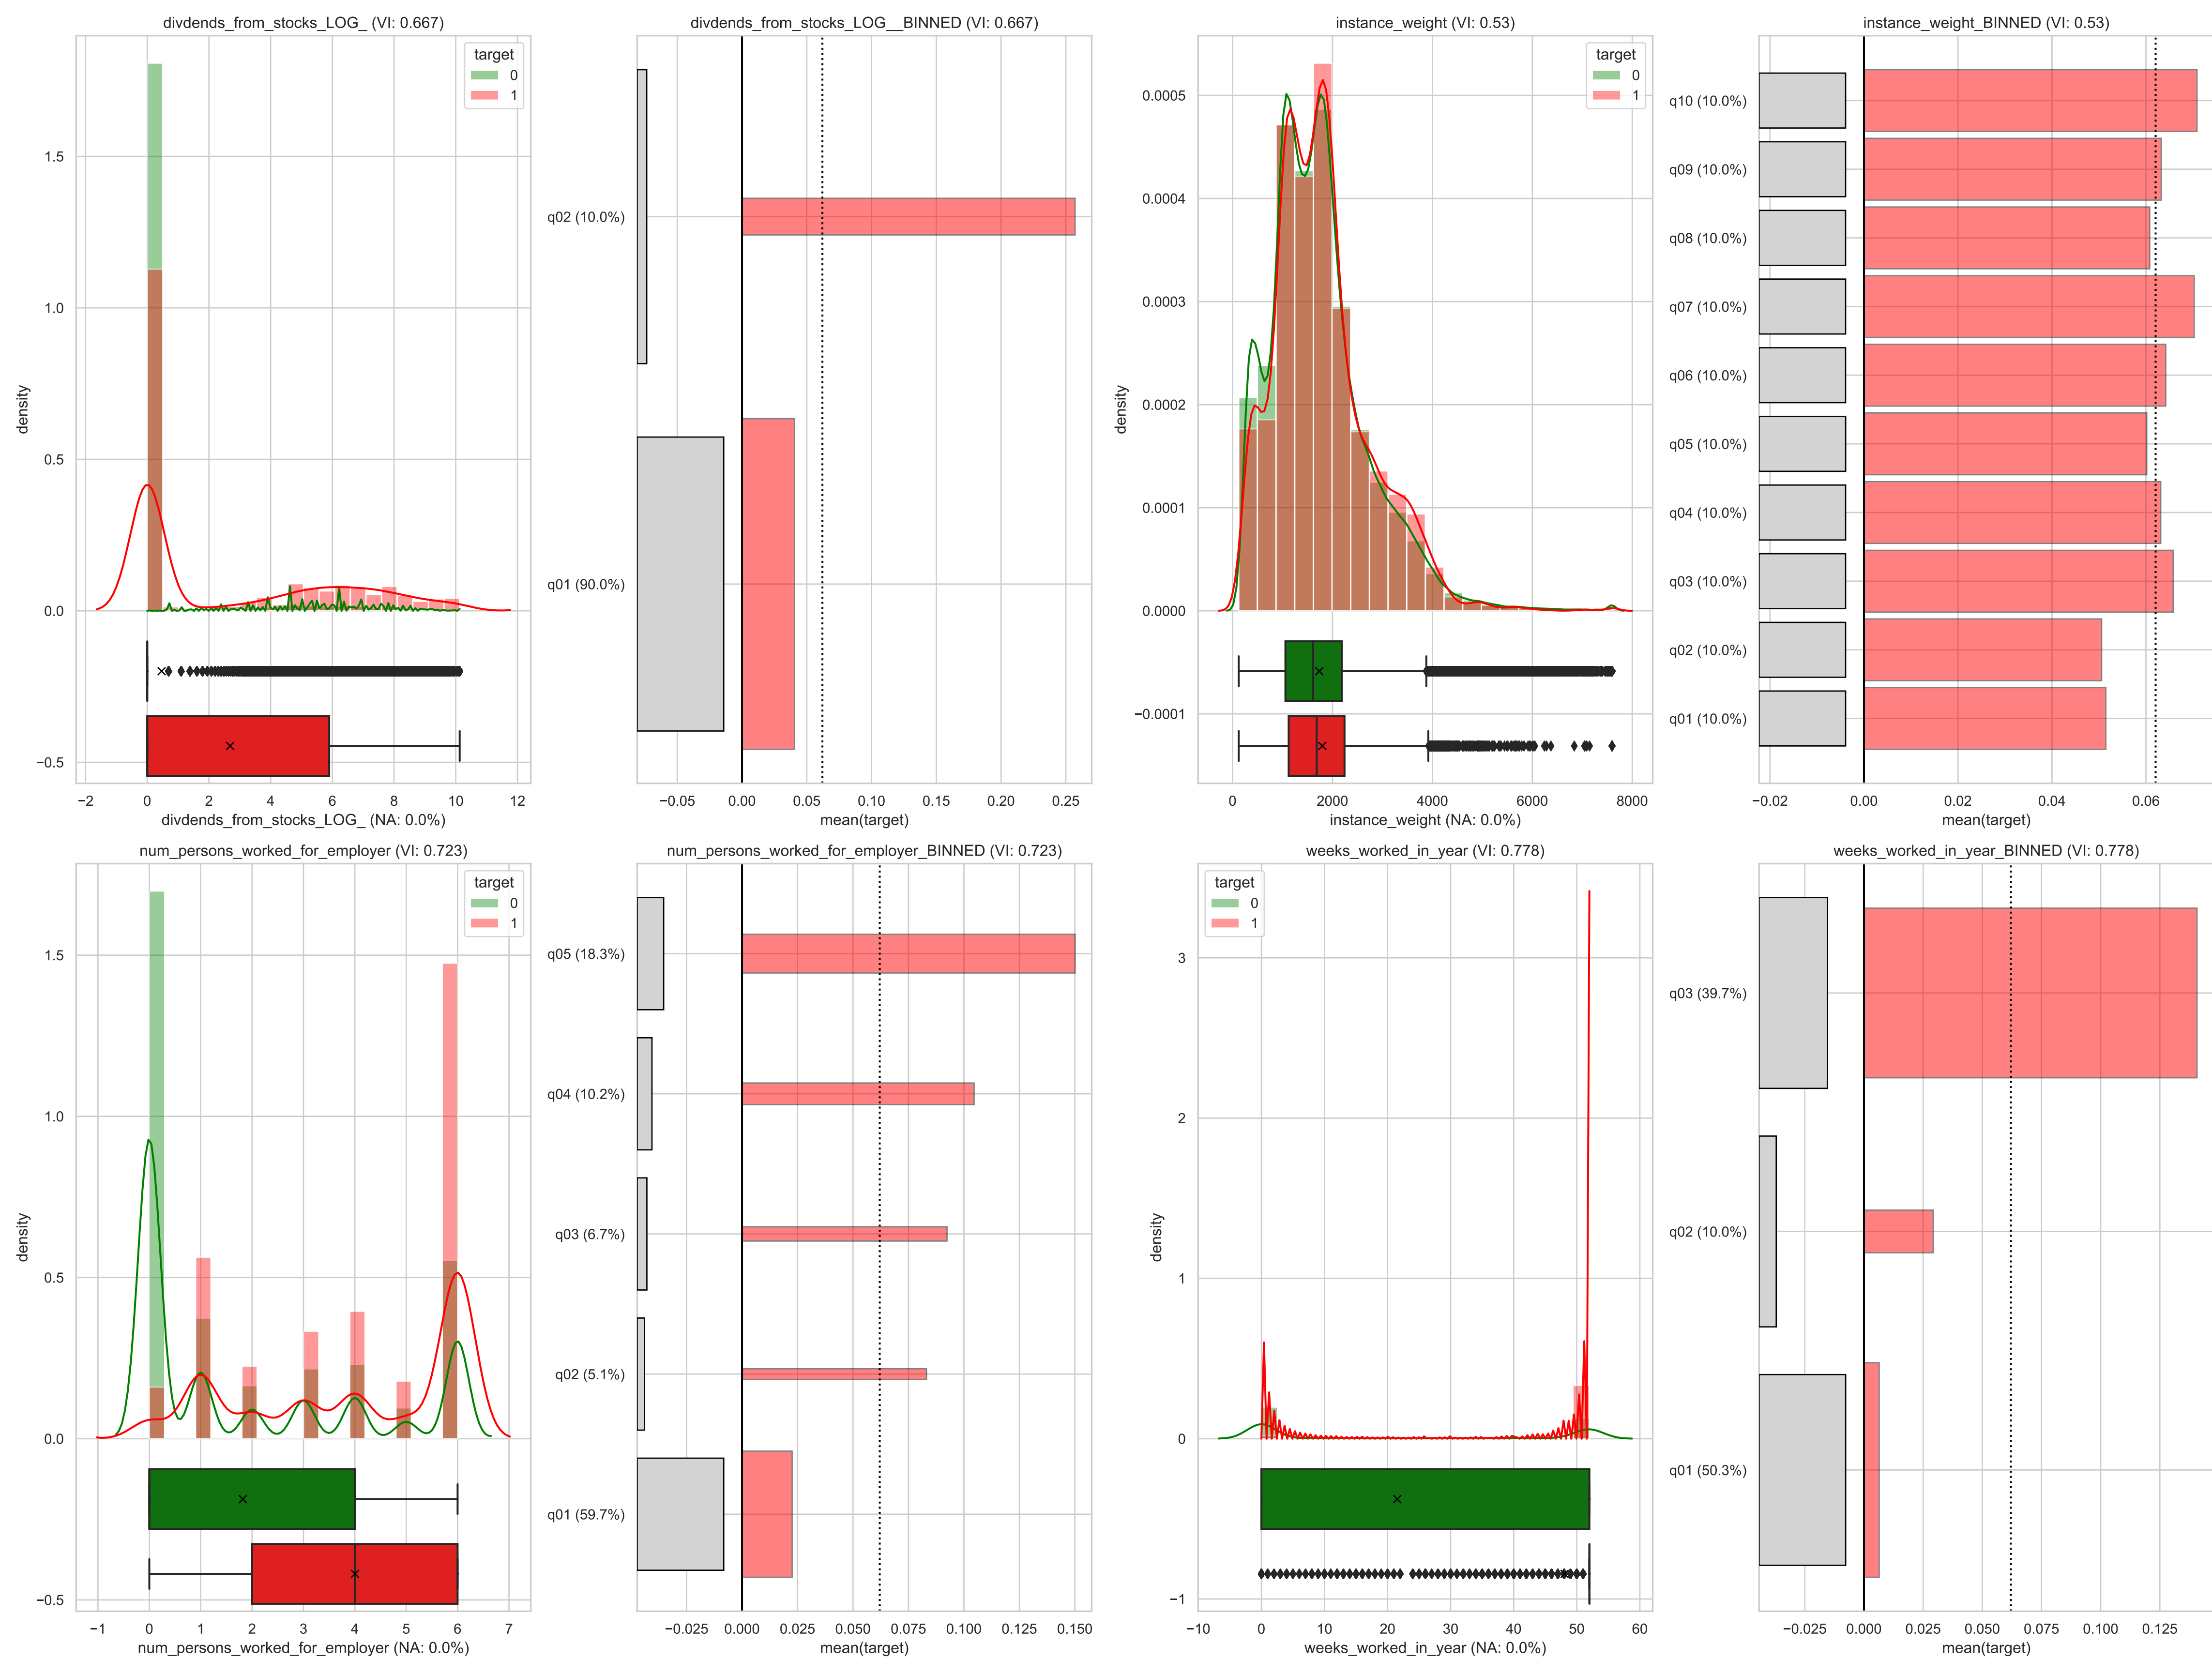 divdends_from_stocks_LOG_ (VI: 0.667)
target
0
1
1.5
1.0
0.5
0.0
−0.5
density
−2 0 2 4 6 8 10 12
divdends_from_stocks_LOG_ (NA: 0.0%)
divdends_from_stocks_LOG__BINNED (VI: 0.667)
q02 (10.0%)
q01 (90.0%)
−0.05 0.00 0.05 0.10 0.15 0.20 0.25
mean(target)
instance_weight (VI: 0.53)
target
0
1
0.0005
0.0004
0.0003
0.0002
0.0001
0.0000
−0.0001
density
0 2000 4000 6000 8000
instance_weight (NA: 0.0%)
instance_weight_BINNED (VI: 0.53)
q10 (10.0%)
q09 (10.0%)
q08 (10.0%)
q07 (10.0%)
q06 (10.0%)
q05 (10.0%)
q04 (10.0%)
q03 (10.0%)
q02 (10.0%)
q01 (10.0%)
−0.02 0.00 0.02 0.04 0.06
mean(target)
num_persons_worked_for_employer (VI: 0.723)
target
0
1
1.5
1.0
0.5
0.0
−0.5
density
−1 0 1 2 3 4 5 6 7
num_persons_worked_for_employer (NA: 0.0%)
num_persons_worked_for_employer_BINNED (VI: 0.723)
q05 (18.3%)
q04 (10.2%)
q03 (6.7%)
q02 (5.1%)
q01 (59.7%)
−0.025 0.000 0.025 0.050 0.075 0.100 0.125 0.150
mean(target)
weeks_worked_in_year (VI: 0.778)
target
0
1
3
2
1
0
−1
density
−10 0 10 20 30 40 50 60
weeks_worked_in_year (NA: 0.0%)
weeks_worked_in_year_BINNED (VI: 0.778)
q03 (39.7%)
q02 (10.0%)
q01 (50.3%)
−0.025 0.000 0.025 0.050 0.075 0.100 0.125
mean(target)